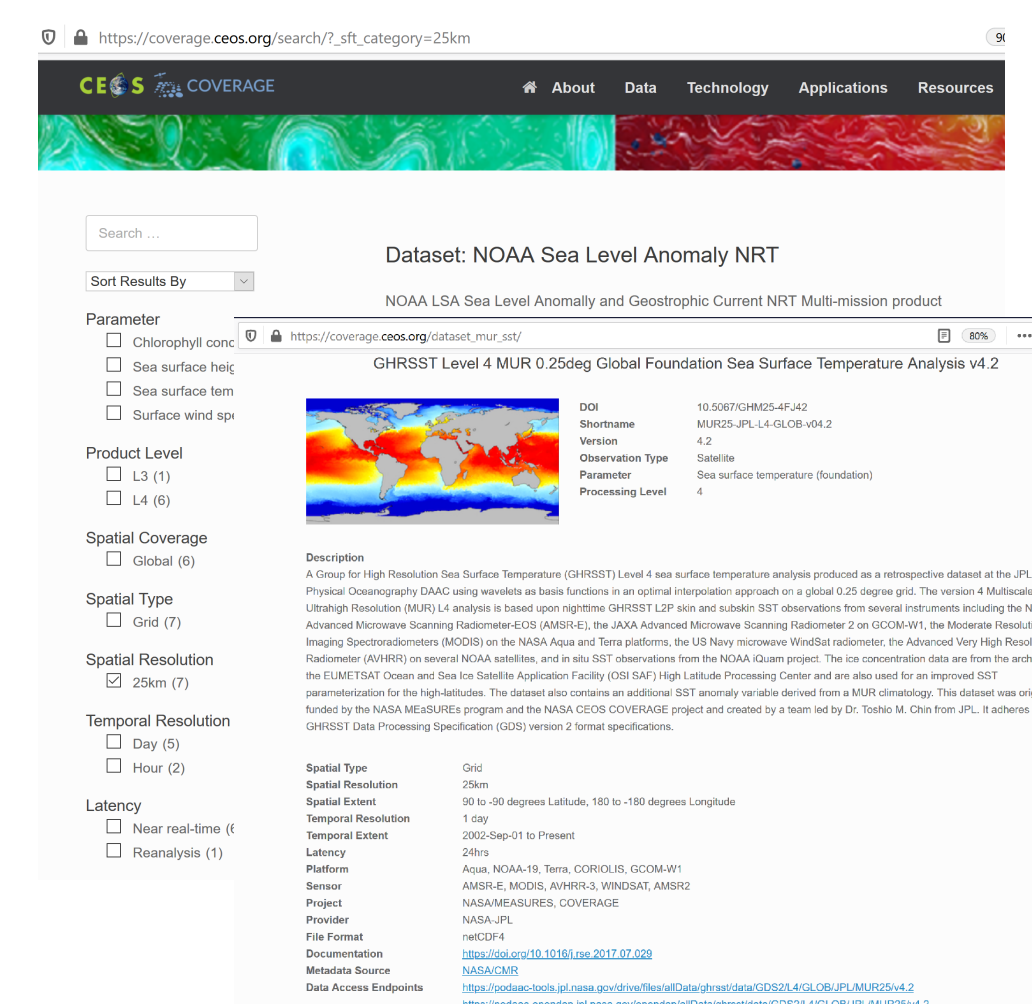 https://coverage.ceos.org/search/?_sft_category=25km
CEOS COVERAGE
About Data Technology Applications Resources
Search ...
Sort Results By
Parameter
Chlorophyll conc
Sea surface heig
Sea surface tem
Surface wind spe
Product Level
L3 (1)
L4 (6)
Spatial Coverage
Global (6)
Spatial Type
Grid (7)
Spatial Resolution
25km (7)
Temporal Resolution
Day (5)
Hour (2)
Latency
Near real-time (6
Reanalysis (1)
Dataset: NOAA Sea Level Anomaly NRT
NOAA LSA Sea Level Anomally and Geostrophic Current NRT Multi-mission product
https://coverage.ceos.org/dataset_mur_sst/
80%
GHRSST Level 4 MUR 0.25deg Global Foundation Sea Surface Temperature Analysis v4.2
DOI 10.5067/GHM25-4FJ42
Shortname MUR25-JPL-L4-GLOB-v04.2
Version 4.2
Observation Type Satellite
Parameter Sea surface temperature (foundation)
Processing Level 4
Description
A Group for High Resolution Sea Surface Temperature (GHRSST) Level 4 sea surface temperature analysis produced as a retrospective dataset at the JPL
Physical Oceanography DAAC using wavelets as basis functions in an optimal interpolation approach on a global 0.25 degree grid. The version 4 Multiscale
Ultrahigh Resolution (MUR) L4 analysis is based upon nighttime GHRSST L2P skin and subskin SST observations from several instruments including the N
Advanced Microwave Scanning Radiometer-EOS (AMSR-E), the JAXA Advanced Microwave Scanning Radiometer 2 on GCOM-W1, the Moderate Resoluti
Imaging Spectroradiometers (MODIS) on the NASA Aqua and Terra platforms, the US Navy microwave WindSat radiometer, the Advanced Very High Resol
Radiometer (AVHRR) on several NOAA satellites, and in situ SST observations from the NOAA iQuam project. The ice concentration data are from the arch
the EUMETSAT Ocean and Sea Ice Satellite Application Facility (OSI SAF) High Latitude Processing Center and are also used for an improved SST
parameterization for the high-latitudes. The dataset also contains an additional SST anomaly variable derived from a MUR climatology. This dataset was orig
funded by the NASA MEaSUREs program and the NASA CEOS COVERAGE project and created by a team led by Dr. Toshio M. Chin from JPL. It adheres
GHRSST Data Processing Specification (GDS) version 2 format specifications.
Spatial Type Grid
Spatial Resolution 25km
Spatial Extent 90 to -90 degrees Latitude, 180 to -180 degrees Longitude
Temporal Resolution 1 day
Temporal Extent 2002-Sep-01 to Present
Latency 24hrs
Platform Aqua, NOAA-19, Terra, CORIOLIS, GCOM-W1
Sensor AMSR-E, MODIS, AVHRR-3, WINDSAT, AMSR2
Project NASA/MEASURES, COVERAGE
Provider NASA-JPL
File Format netCDF4
Documentation https://doi.org/10.1016/j.rse.2017.07.029
Metadata Source NASA/CMR
Data Access Endpoints https://podaac-tools.jpl.nasa.gov/drive/files/allData/ghrsst/data/GDS2/L4/GLOB/JPL/MUR25/v4.2